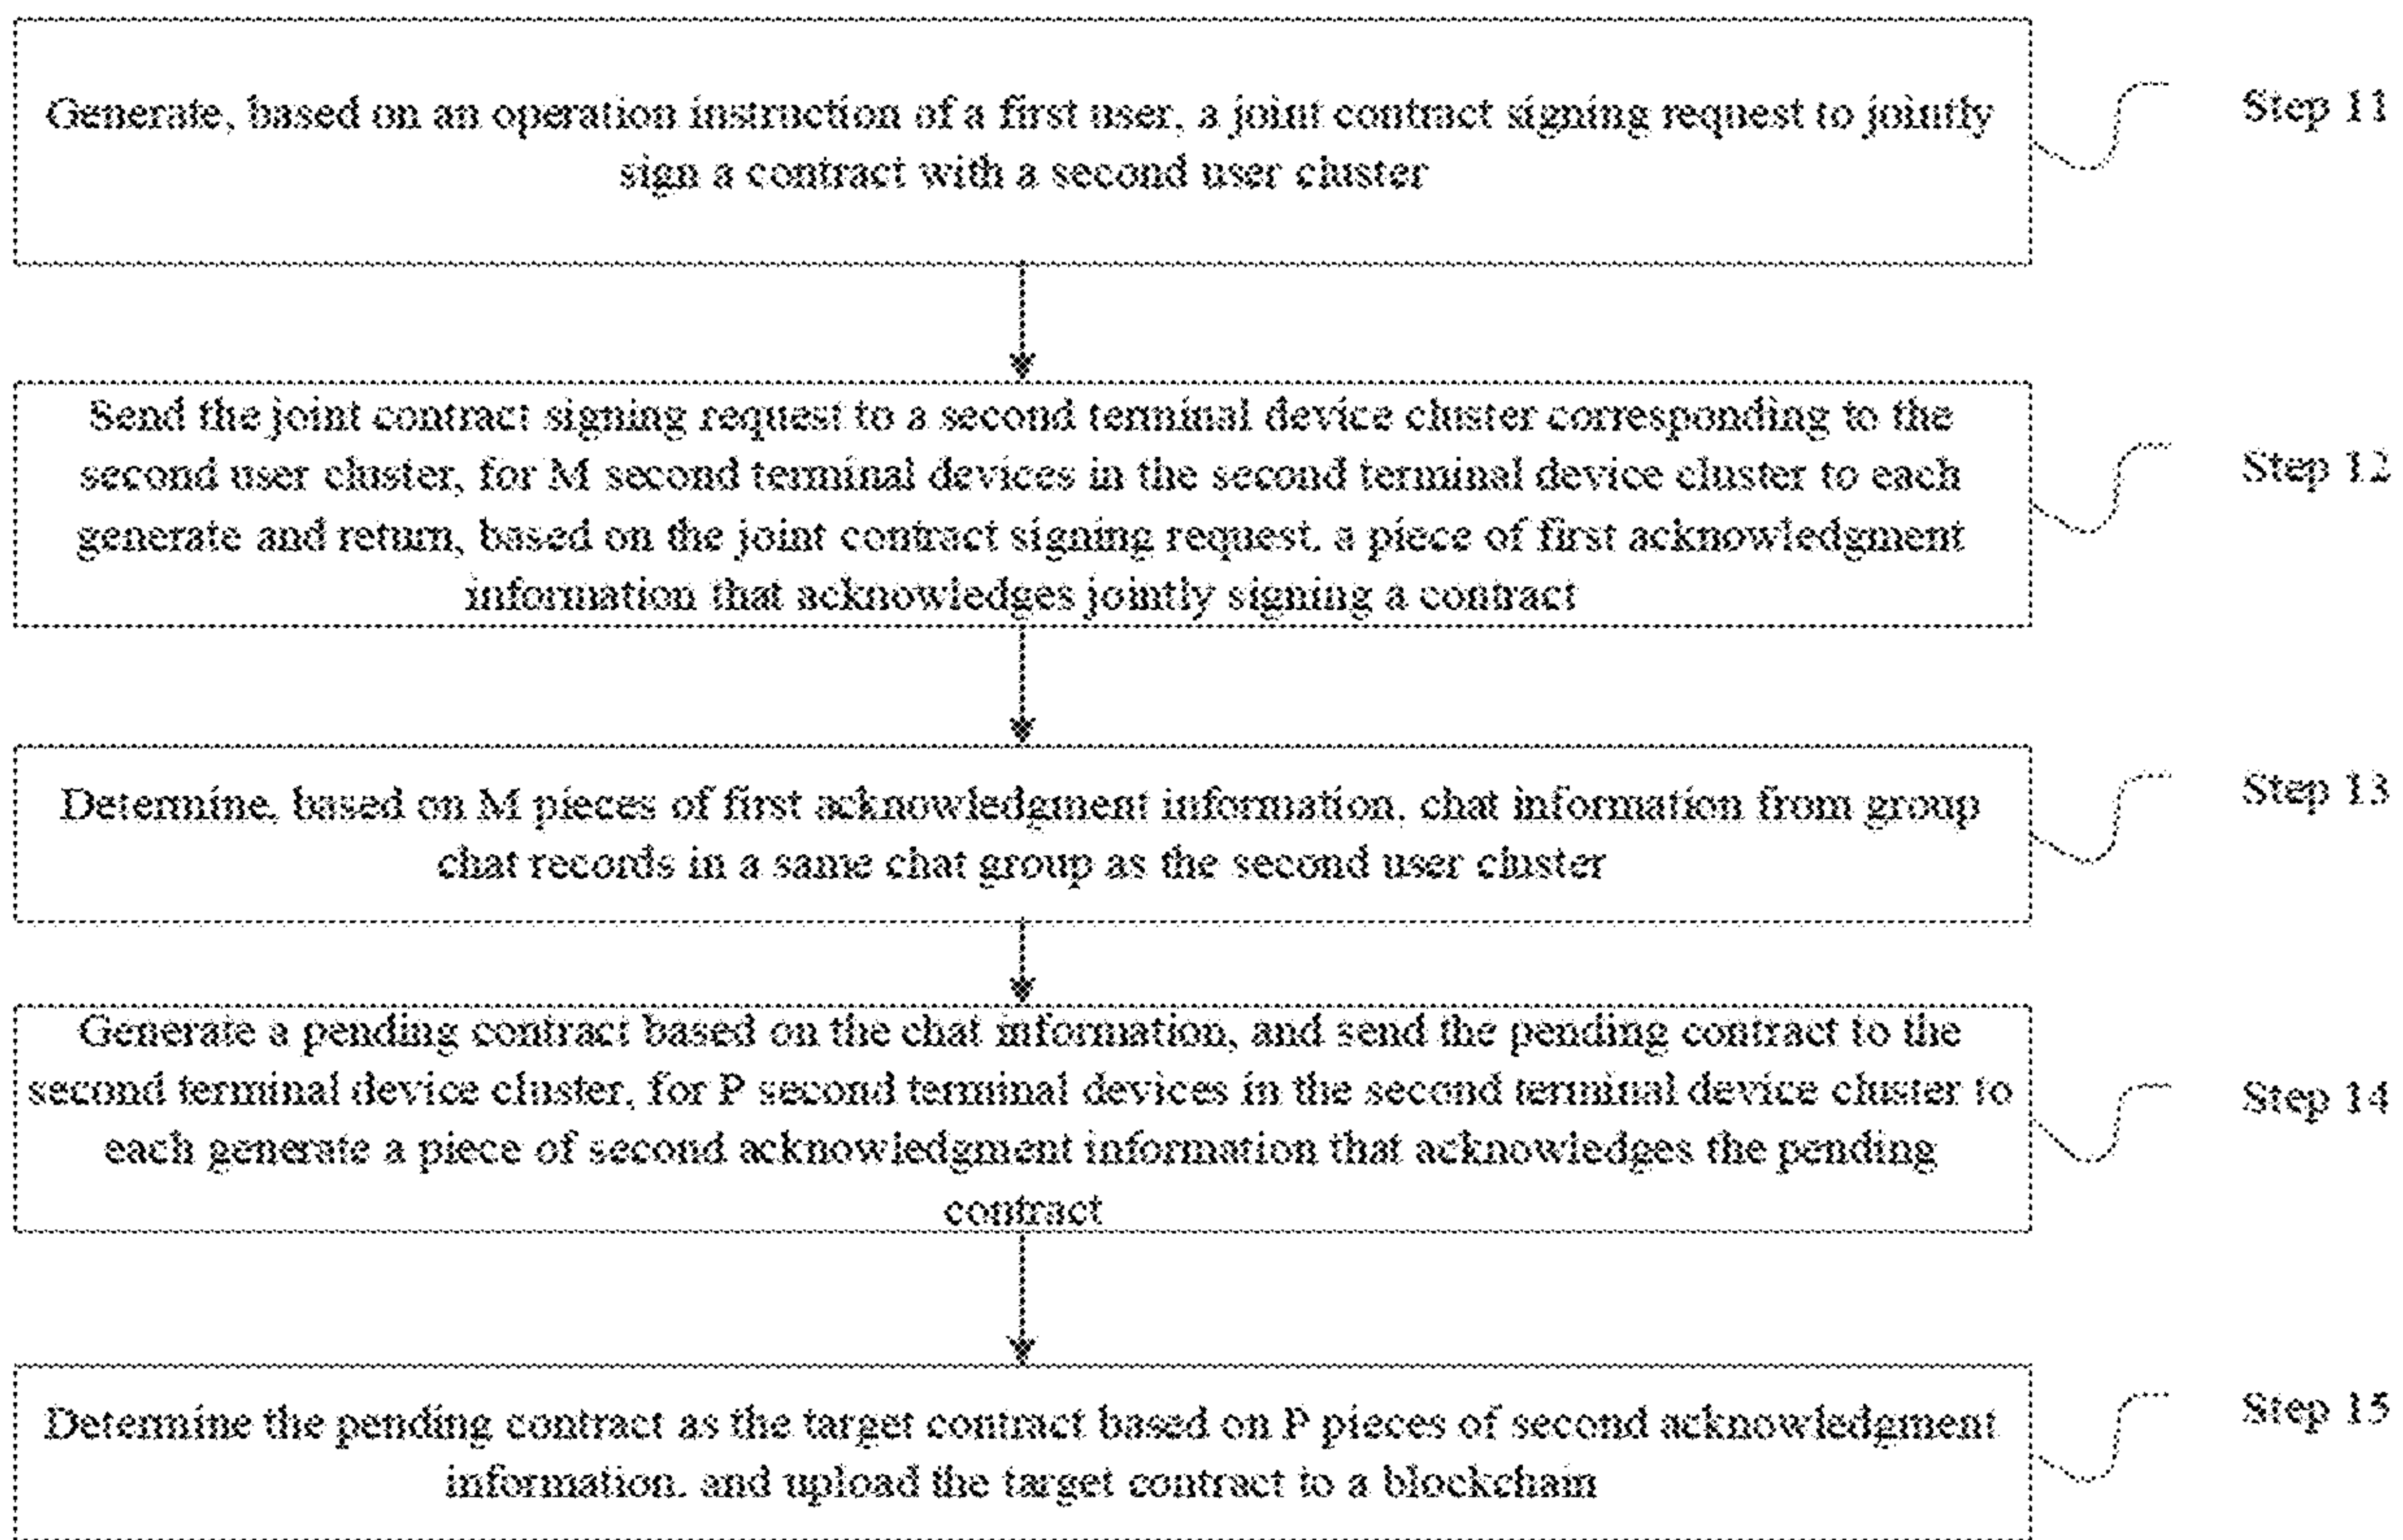 Generate, based on an operation instruction of a first user, a joint contract signing request to jointly
sign a contract with a second user cluster
Step 11
Send the joint contract signing request to a second terminal device cluster corresponding to the
second user cluster, for M second terminal devices in the second terminal device cluster to each
generate and return, based on the joint contract signing request, a piece of first acknowledgment
information that acknowledges jointly signing a contract
Step 12
Determine, based on M pieces of first acknowledgment information, chat information from group
chat records in a same chat group as the second user cluster
Step 13
Generate a pending contract based on the chat information, and send the pending contract to the
second terminal device cluster, for P second terminal devices in the second terminal device cluster to
each generate a piece of second acknowledgment information that acknowledges the pending
contract
Step 14
Determine the pending contract as the target contract based on P pieces of second acknowledgment
information, and upload the target contract to a blockchain
Step 15